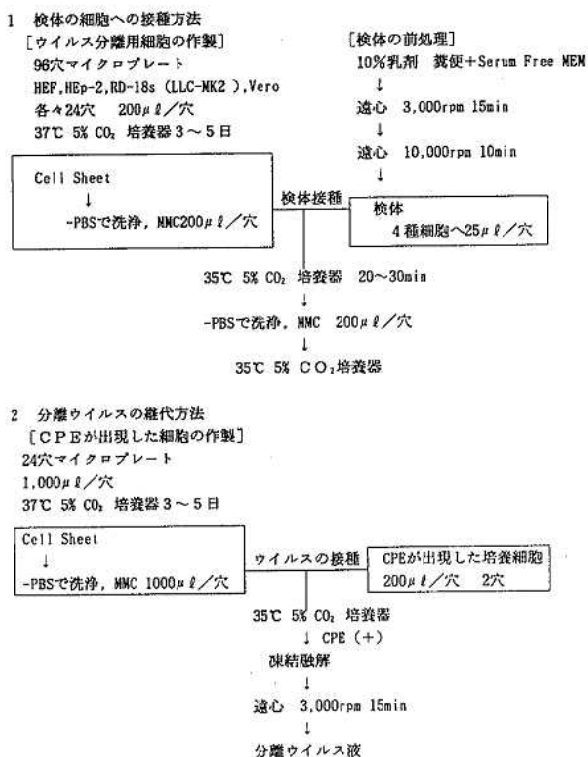 1 検体の細胞への接種方法
[ウイルス分離用細胞の作製]
96穴マイクロプレート
HEF,HEp-2,RD-18s (LLC-MK2 ),Vero
各々24穴 200μℓ/穴
37℃ 5% CO₂ 培養器3〜5日
[検体の前処理]
10%乳剤 糞便+Serum Free MEM
↓
遠心 3,000rpm 15min
↓
遠心 10,000rpm 10min
↓
Cell Sheet
↓
-PBSで洗浄, MMC200μℓ/穴
検体接種
検体
4種細胞へ25μℓ/穴
35℃ 5% CO₂ 培養器 20~30min
↓
-PBSで洗浄, MMC 200μℓ/穴
↓
35℃ 5% CO₂培養器
2 分離ウイルスの継代方法
[CPEが出現した細胞の作製]
24穴マイクロプレート
1,000μℓ/穴
37℃ 5% CO₂ 培養器3〜5日
Cell Sheet
↓
-PBSで洗浄, MMC 1000μℓ/穴
ウイルスの接種
CPEが出現した培養細胞
200μℓ/穴 2穴
35℃ 5% CO₂ 培養器
↓ CPE (+)
凍結融解
↓
遠心 3,000rpm 15min
↓
分離ウイルス液